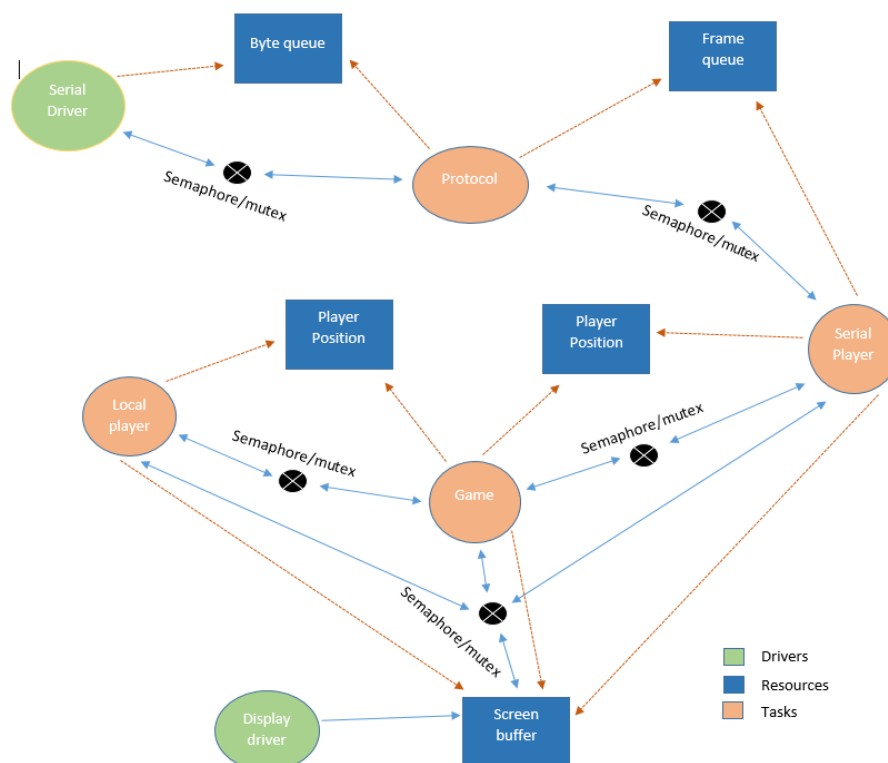 Byte queue
Frame
queue
Serial
Driver
Semaphore/mutex
Protocol
Semaphore/mutex
Player
Position
Player
Position
Serial
Player
Local
player
Semaphore/mutex
Semaphore/mutex
Game
Semaphore/mutex
Drivers
Resources
Tasks
Display
driver
Screen
buffer